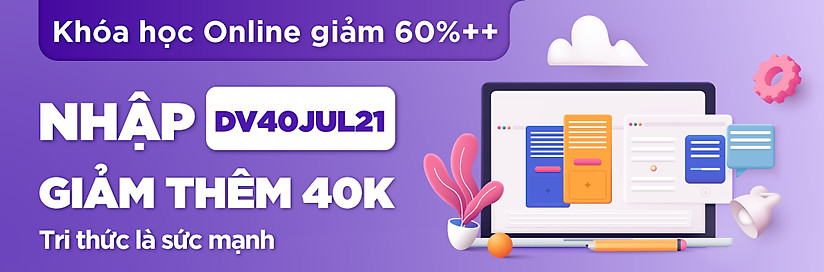 Khóa học Online giảm 60%++
NHẬP DV40JUL21
GIẢM THÊM 40K
Tri thức là sức mạnh